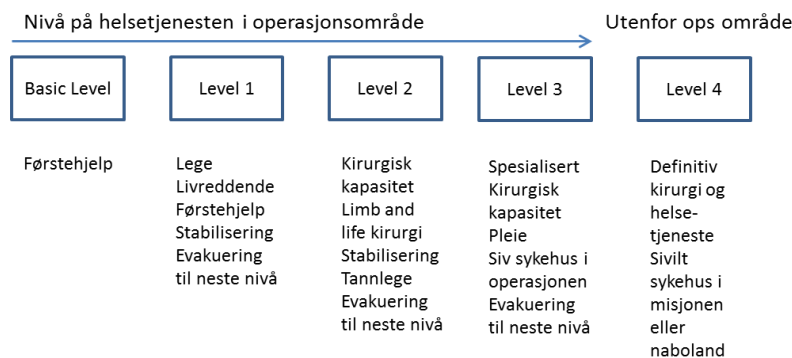 Nivå på helsetjenesten i operasjonsområde
Utenfor ops område
Basic Level
Level 1
Level 2
Level 3
Level 4
Førstehjelp
Lege
Livreddende
Førstehjelp
Stabilisering
Evakuering
til neste nivå
Kirurgisk
kapasitet
Limb and
life kirurgi
Stabilisering
Tannlege
Evakuering
til neste nivå
Spesialisert
Kirurgisk
kapasitet
Pleie
Siv sykehus i
operasjonen
Evakuering
til neste nivå
Definitiv
kirurgi og
helse-
tjeneste
Sivilt
sykehus i
misjonen
eller
naboland